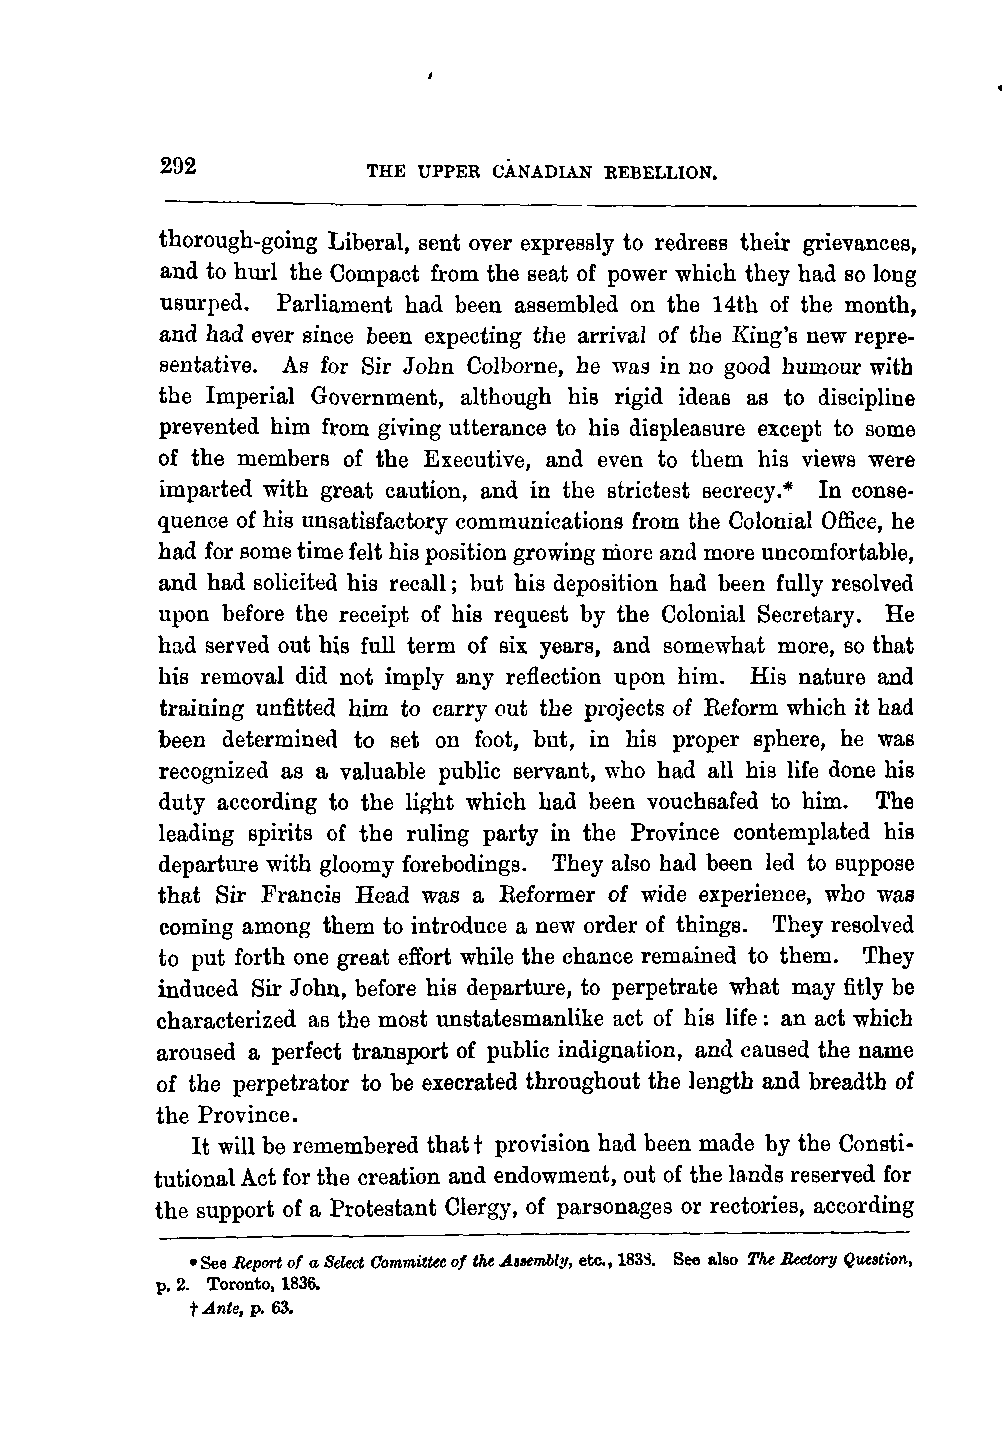 292
THE UPPER CANADIAN REBELLION.
thorough-going Liberal, sent over expressly to redress their grievances,
and to hurl the Compact from the seat of power which they had so long
usurped. Parliament had been assembled on the 14th of the month,
and had ever since been expecting the arrival of the King's new repre-
sentative. As for Sir John Colborne, he was in no good humour with
the Imperial Government, although his rigid ideas as to discipline
prevented him from giving utterance to his displeasure except to some
of the members of the Executive, and even to them his views were
imparted with great caution, and in the strictest secrecy.* In conse-
quence of his unsatisfactory communications from the Colonial Office, he
had for some time felt his position growing more and more uncomfortable,
and had solicited his recall; but his deposition had been fully resolved
upon before the receipt of his request by the Colonial Secretary. He
had served out his full term of six years, and somewhat more, so that
his removal did not imply any reflection upon him. His nature and
training unfitted him to carry out the projects of Reform which it had
been determined to set on foot, but, in his proper sphere, he was
recognized as a valuable public servant, who had all his life done his
duty according to the light which had been vouchsafed to him. The
leading spirits of the ruling party in the Province contemplated his
departure with gloomy forebodings. They also had been led to suppose
that Sir Francis Head was a Reformer of wide experience, who was
coming among them to introduce a new order of things. They resolved
to put forth one great effort while the chance remained to them. They
induced Sir John, before his departure, to perpetrate what may fitly be
characterized as the most unstatesmanlike act of his life: an act which
aroused a perfect transport of public indignation, and caused the name
of the perpetrator to be execrated throughout the length and breadth of
the Province.
It will be remembered that† provision had been made by the Consti-
tutional Act for the creation and endowment, out of the lands reserved for
the support of a Protestant Clergy, of parsonages or rectories, according
* See Report of a Select Committee of the Assembly, etc., See also The Rectory Question,
p. 2. Toronto, 1836.
† Ante, p. 63.